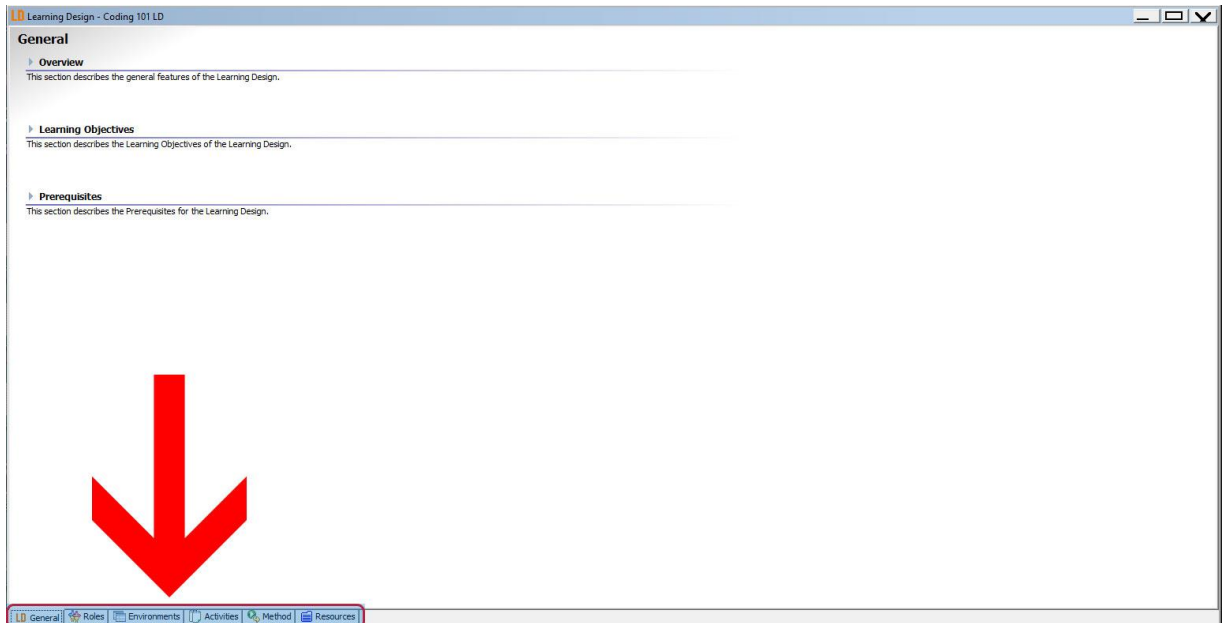 LD Learning Design - Coding 101 LD
General
Overview
This section describes the general features of the Learning Design.
Learning Objectives
This section describes the Learning Objectives of the Learning Design.
Prerequisites
This section describes the Prerequisites for the Learning Design.
LD General Roles Environments Activities Method Resources